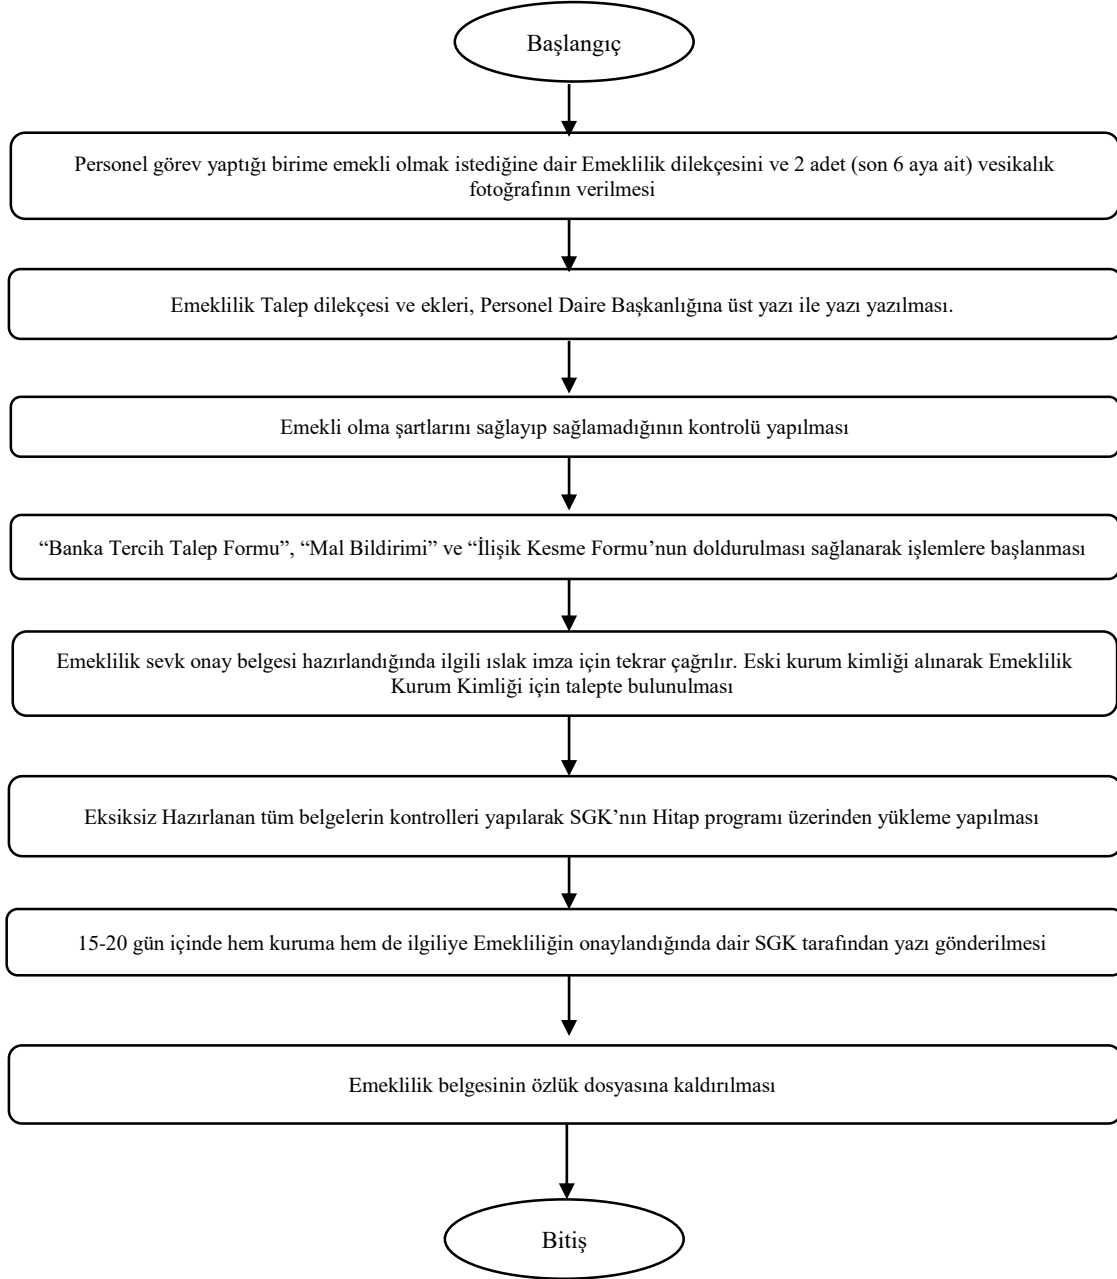 Başlangıç
Personel görev yaptığı birime emekli olmak istediğine dair Emeklilik dilekçesini ve 2 adet (son 6 aya ait) vesikalık
fotoğrafının verilmesi
Emeklilik Talep dilekçesi ve ekleri, Personel Daire Başkanlığına üst yazı ile yazı yazılması.
Emekli olma şartlarını sağlayıp sağlamadığının kontrolü yapılması
“Banka Tercih Talep Formu”, “Mal Bildirimi” ve “İlişik Kesme Formu’nun doldurulması sağlanarak işlemlere başlanması
Emeklilik sevk onay belgesi hazırlandığında ilgili ıslak imza için tekrar çağrılır. Eski kurum kimliği alınarak Emeklilik
Kurum Kimliği için talepte bulunulması
Eksiksiz Hazırlanan tüm belgelerin kontrolleri yapılarak SGK’nın Hitap programı üzerinden yükleme yapılması
15-20 gün içinde hem kuruma hem de ilgiliye Emekliliğin onaylandığında dair SGK tarafından yazı gönderilmesi
Emeklilik belgesinin özlük dosyasına kaldırılması
Bitiş